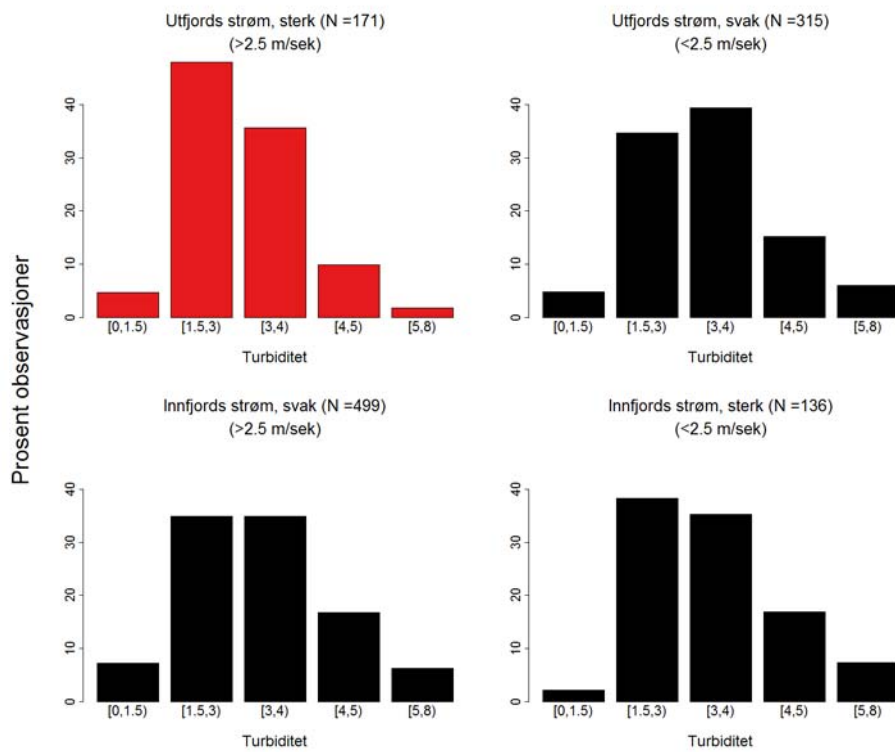 Utfjords strøm, sterk (N =171)
(>2.5 m/sek)
40
30
20
10
0
[0,1.5) [1.5,3) [3,4) [4,5) [5,8)
Turbiditet
Utfjords strøm, svak (N =315)
(<2.5 m/sek)
40
30
20
10
0
[0,1.5) [1.5,3) [3,4) [4,5) [5,8)
Turbiditet
Prosent observasjoner
Innfjords strøm, svak (N =499)
(>2.5 m/sek)
40
30
20
10
0
[0,1.5) [1.5,3) [3,4) [4,5) [5,8)
Turbiditet
Innfjords strøm, sterk (N =136)
(<2.5 m/sek)
40
30
20
10
0
[0,1.5) [1.5,3) [3,4) [4,5) [5,8)
Turbiditet